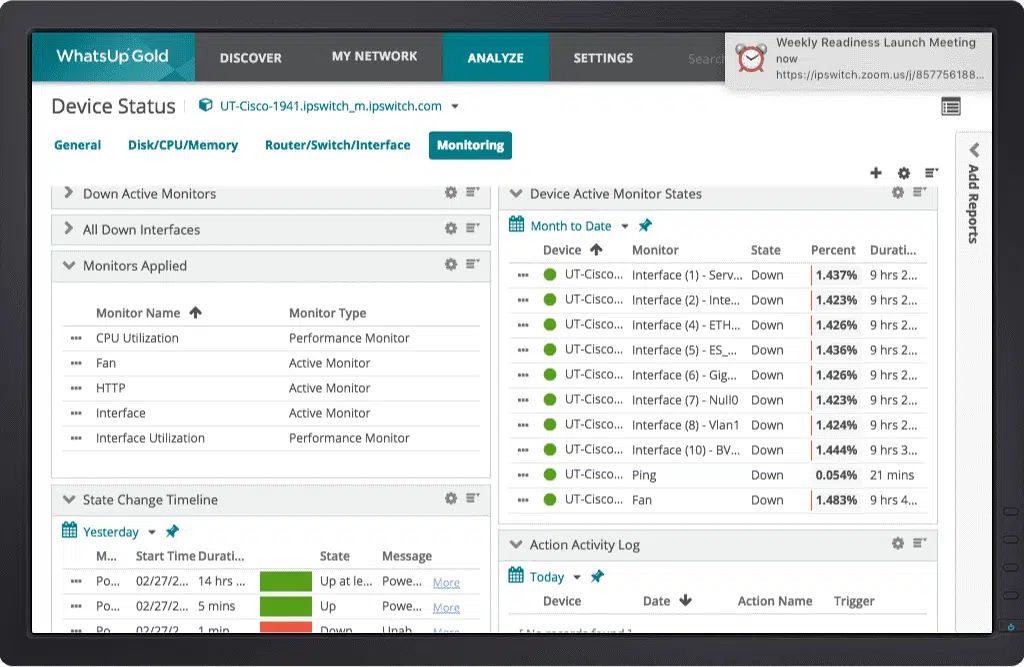 WhatsUp Gold DISCOVER MY NETWORK ANALYZE SETTINGS Searc
Weekly Readiness Launch Meeting
now
https://ipswitch.zoom.us/j/857756188...
Device Status UT-Cisco-1941.ipswitch_m.ipswitch.com
General Disk/CPU/Memory Router/Switch/Interface Monitoring
Add Reports
Down Active Monitors
All Down Interfaces
Monitors Applied
Monitor Name Monitor Type
CPU Utilization Performance Monitor
Fan Active Monitor
HTTP Active Monitor
Interface Active Monitor
Interface Utilization Performance Monitor
State Change Timeline
Yesterday
M... Start Time Durati... State Message
Po... 02/27/2... 14 hrs ... Up at le... Powe... More
Po... 02/27/2... 5 mins Up Powe... More
Po... 02/27/2... 1 min Down Unab... More
Device Active Monitor States
Month to Date
Device Monitor State Percent Durati...
UT-Cisco... Interface (1) - Serv... Down 1.437% 9 hrs 2...
UT-Cisco... Interface (2) - Inte... Down 1.423% 9 hrs 2...
UT-Cisco... Interface (4) - ETH... Down 1.426% 9 hrs 2...
UT-Cisco... Interface (5) - ES_... Down 1.436% 9 hrs 2...
UT-Cisco... Interface (6) - Gig... Down 1.426% 9 hrs 2...
UT-Cisco... Interface (7) - Null0 Down 1.423% 9 hrs 2...
UT-Cisco... Interface (8) - Vlan1 Down 1.424% 9 hrs 2...
UT-Cisco... Interface (10) - BV... Down 1.444% 9 hrs 3...
UT-Cisco... Ping Down 0.054% 21 mins
UT-Cisco... Fan Down 1.483% 9 hrs 4...
Action Activity Log
Today
Device Date Action Name Trigger
[ No records found ]